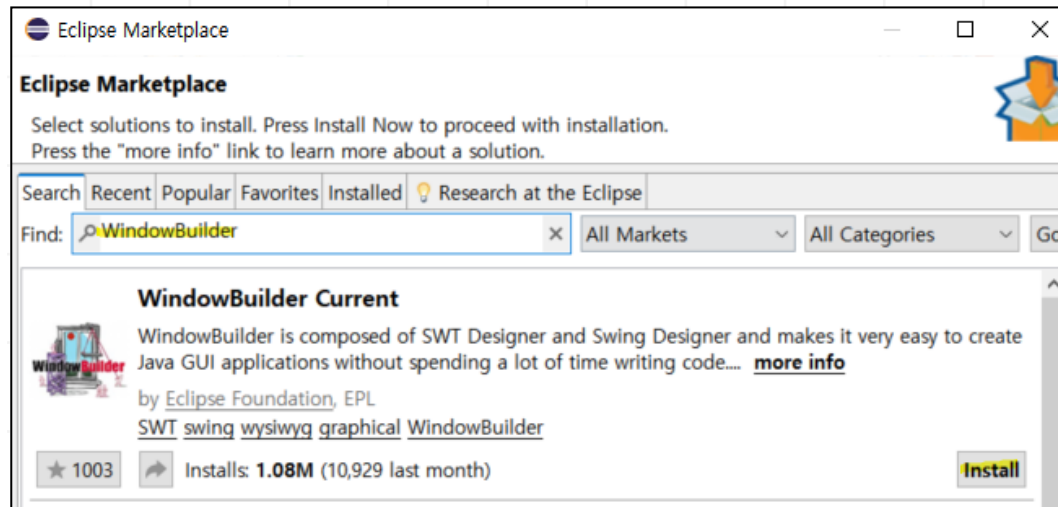 Eclipse Marketplace
Eclipse Marketplace
Select solutions to install. Press Install Now to proceed with installation.
Press the "more info" link to learn more about a solution.
Search Recent Popular Favorites Installed Research at the Eclipse
Find: WindowBuilder All Markets All Categories Go
WindowBuilder Current
WindowBuilder is composed of SWT Designer and Swing Designer and makes it very easy to create
Java GUI applications without spending a lot of time writing code.... more info
WindowBuilder
by Eclipse Foundation, EPL
SWT swing wysiwyg graphical WindowBuilder
1003 Installs: 1.08M (10,929 last month) Install